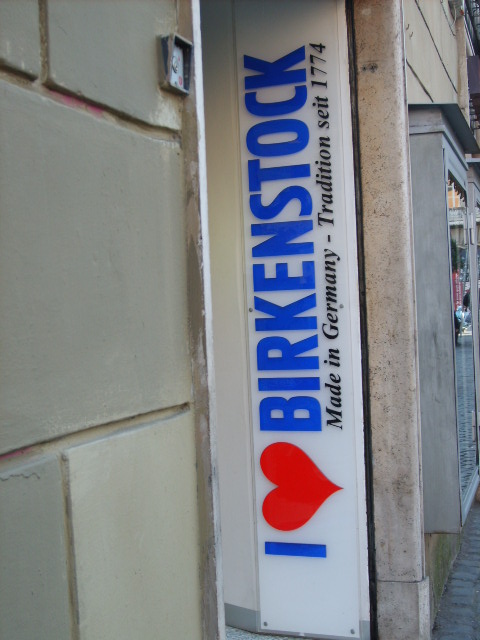 I ❤ BIRKENSTOCK
Made in Germany - Tradition seit 1774